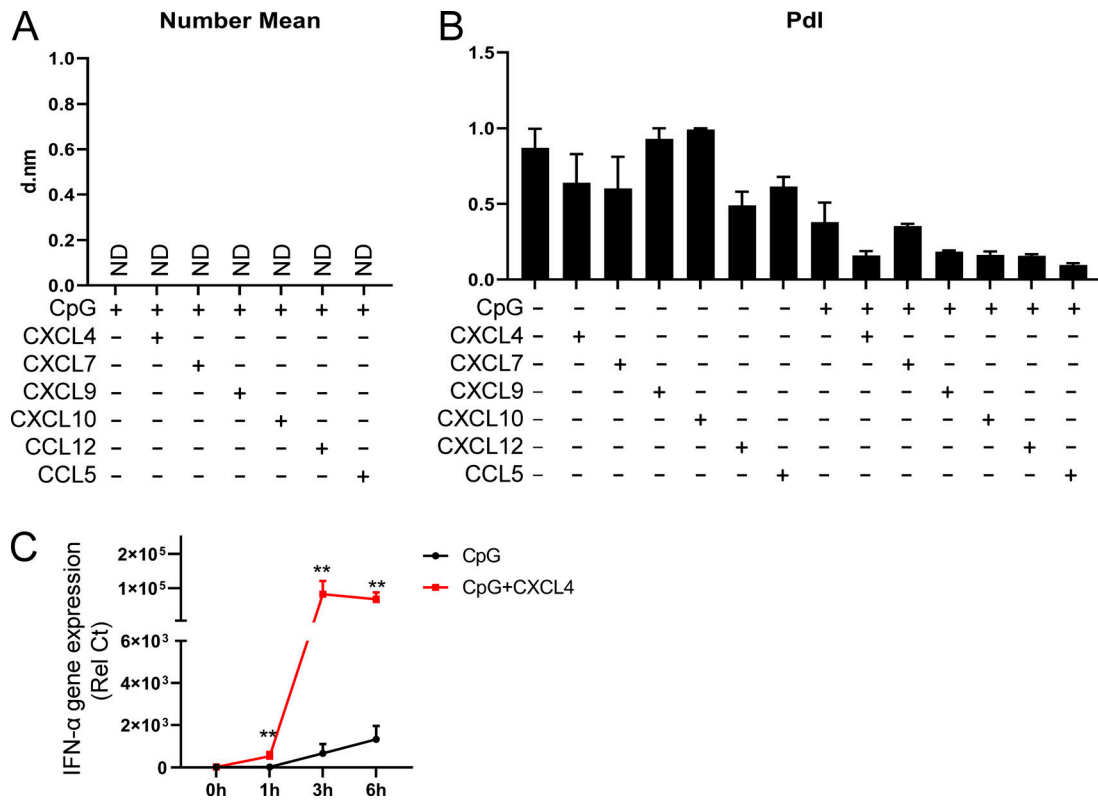 A
Number Mean
1.0
0.8
0.6
0.4
0.2
0.0
d.nm
ND ND ND ND ND ND ND
CpG + + + + + + +
CXCL4 – + – – – – –
CXCL7 – – + – – – –
CXCL9 – – – + – – –
CXCL10 – – – – + – –
CCL12 – – – – – + –
CCL5 – – – – – – +
B
PdI
1.5
1.0
0.5
0.0
CpG – – – – – – – + + + + + + +
CXCL4 – + – – – – – – + – – – – –
CXCL7 – – + – – – – – – + – – – –
CXCL9 – – – + – – – – – – + – – –
CXCL10 – – – – + – – – – – – + – –
CXCL12 – – – – – + – – – – – – + –
CCL5 – – – – – – + – – – – – – +
C
IFN-α gene expression
(Rel Ct)
2×10⁵
1×10⁵
6×10³
4×10³
2×10³
0
** ** **
0h 1h 3h 6h
CpG
CpG+CXCL4